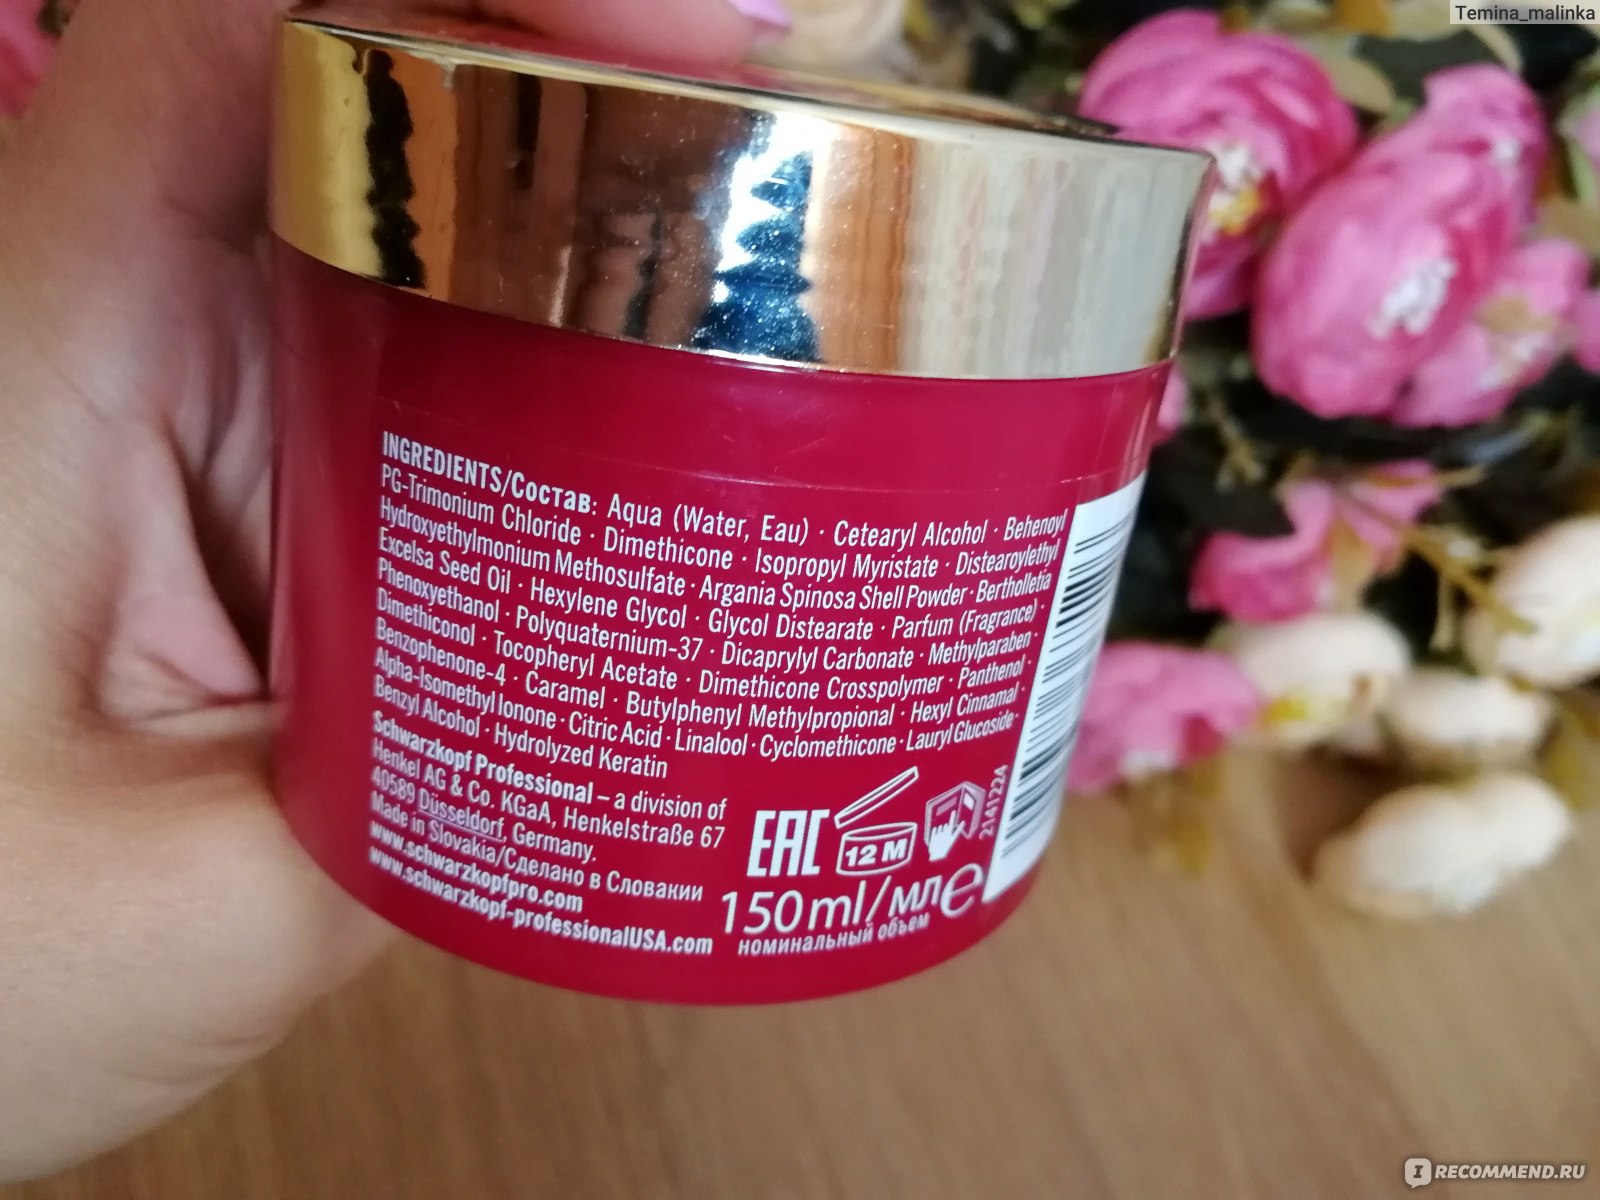 Temina_malinka
INGREDIENTS/Состав: Aqua (Water, Eau) · Cetearyl Alcohol · Behenoyl
PG-Trimonium Chloride · Dimethicone · Isopropyl Myristate · Distearoylethyl
Hydroxyethylmonium Methosulfate · Argania Spinosa Shell Powder · Bertholletia
Excelsa Seed Oil · Hexylene Glycol · Glycol Distearate · Parfum (Fragrance) ·
Phenoxyethanol · Polyquaternium-37 · Dicaprylyl Carbonate · Methylparaben ·
Dimethiconol · Tocopheryl Acetate · Dimethicone Crosspolymer · Panthenol ·
Benzophenone-4 · Caramel · Butylphenyl Methylpropional · Hexyl Cinnamal ·
Alpha-Isomethyl Ionone · Citric Acid · Linalool · Cyclomethicone · Lauryl Glucoside ·
Benzyl Alcohol · Hydrolyzed Keratin
Schwarzkopf Professional – a division of
Henkel AG & Co. KGaA, Henkelstraße 67
40589 Düsseldorf, Germany.
Made in Slovakia/Сделано в Словакии
www.schwarzkopfpro.com
www.schwarzkopf-professionalUSA.com
EAC
12 M
2141224
150 ml/мл e
номинальный объем
IRECOMMEND.RU